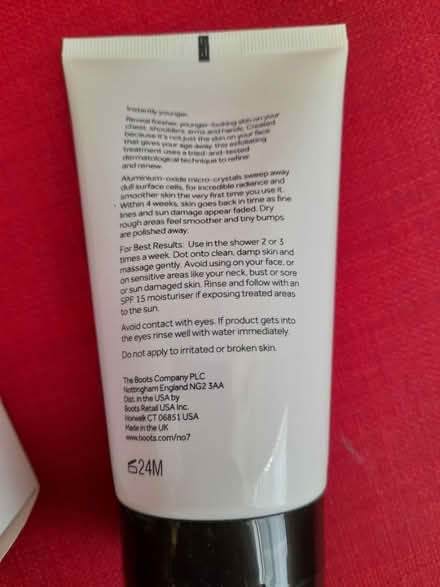 Instantly younger.
Reveal fresher, younger-looking skin on your
chest, shoulders, arms and hands. Created
because it's not just the skin on your face
that gives your age away, this exfoliating
treatment uses a tried-and-tested
dermatological technique to refine
and renew.
Aluminium-oxide micro-crystals sweep away
dull surface cells, for incredible radiance and
smoother skin the very first time you use it.
Within 4 weeks, skin goes back in time as fine
lines and sun damage appear faded. Dry
rough areas feel smoother and tiny bumps
are polished away.
For Best Results: Use in the shower 2 or 3
times a week. Dot onto clean, damp skin and
massage gently. Avoid using on your face, or
on sensitive areas like your neck, bust or sore
or sun damaged skin. Rinse and follow with an
SPF 15 moisturiser if exposing treated areas
to the sun.
Avoid contact with eyes. If product gets into
the eyes rinse well with water immediately.
Do not apply to irritated or broken skin.
The Boots Company PLC
Nottingham England NG2 3AA
Dist. in the USA by
Boots Retail USA Inc.
Norwalk CT 06851 USA
Made in the UK
www.boots.com/no7
24M